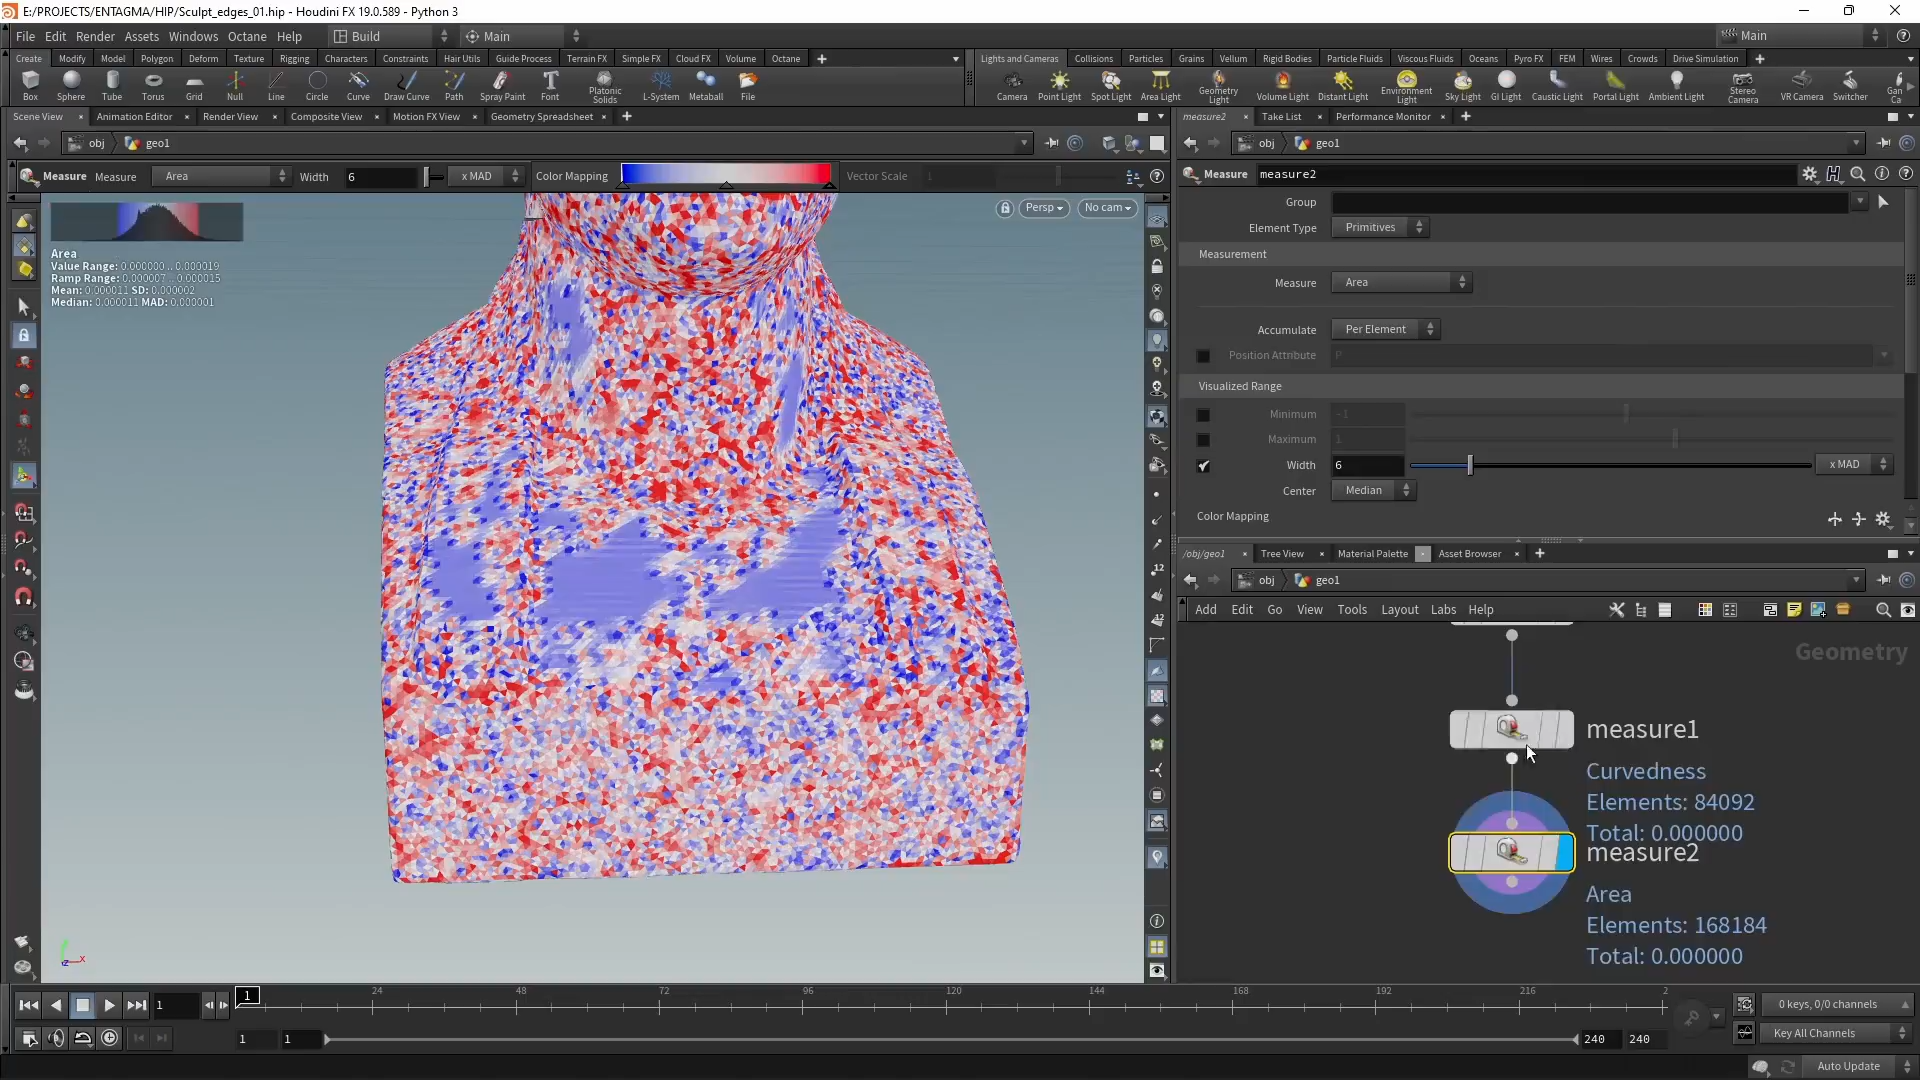 E:/PROJECTS/ENTAGMA/HIP/Sculpt_edges_01.hip - Houdini FX 19.0.589 - Python 3
File Edit Render Assets Windows Octane Help Build Main Main
Create Modify Model Polygon Deform Texture Rigging Characters Constraints Hair Utils Guide Process Terrain FX Simple FX Cloud FX Volume Octane
Lights and Cameras Collisions Particles Grains Vellum Rigid Bodies Particle Fluids Viscous Fluids Oceans Pyro FX FEM Wires Crowds Drive Simulation
Box Sphere Tube Torus Grid Null Line Circle Curve Draw Curve Path Spray Paint Font Platonic Solids L-System Metaball File
Camera Point Light Spot Light Area Light Geometry Light Volume Light Distant Light Environment Light Sky Light GI Light Caustic Light Portal Light Ambient Light Stereo Camera VR Camera Switcher Gan Ca
Scene View Animation Editor Render View Composite View Motion FX View Geometry Spreadsheet
measure2 Take List Performance Monitor
obj geo1
obj geo1
Measure Measure Area Width 6 x MAD Color Mapping Vector Scale 1
Measure measure2
Persp No cam
Area
Value Range: 0.000000 .. 0.000019
Ramp Range: 0.000007 .. 0.000015
Mean: 0.000011 SD: 0.000002
Median: 0.000011 MAD: 0.000001
Group
Element Type Primitives
Measurement
Measure Area
Accumulate Per Element
Position Attribute P
Visualized Range
Minimum -1
Maximum 1
Width 6 x MAD
Center Median
Color Mapping
/obj/geo1 Tree View Material Palette Asset Browser
obj geo1
Add Edit Go View Tools Layout Labs Help
Geometry
measure1
Curvedness
Elements: 84092
Total: 0.000000
measure2
Area
Elements: 168184
Total: 0.000000
z x
1 1 24 48 72 96 120 144 168 192 216 2
0 keys, 0/0 channels
1 1 240 240
Key All Channels
Auto Update